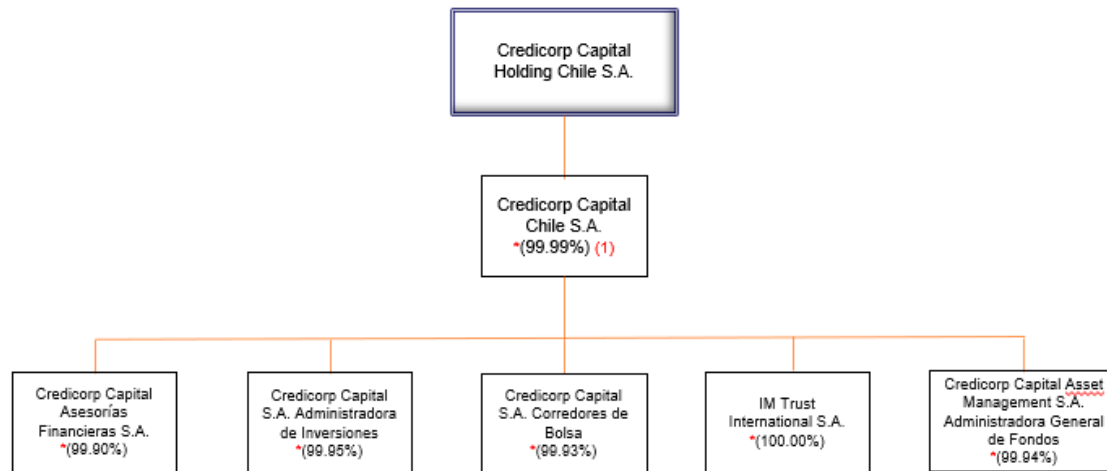 Credicorp Capital
Holding Chile S.A.
Credicorp Capital
Chile S.A.
*(99.99%) (1)
Credicorp Capital
Asesorías
Financieras S.A.
*(99.90%)
Credicorp Capital
S.A. Administradora
de Inversiones
*(99.95%)
Credicorp Capital
S.A. Corredores de
Bolsa
*(99.93%)
IM Trust
International S.A.
*(100.00%)
Credicorp Capital Asset
Management S.A.
Administradora General
de Fondos
*(99.94%)